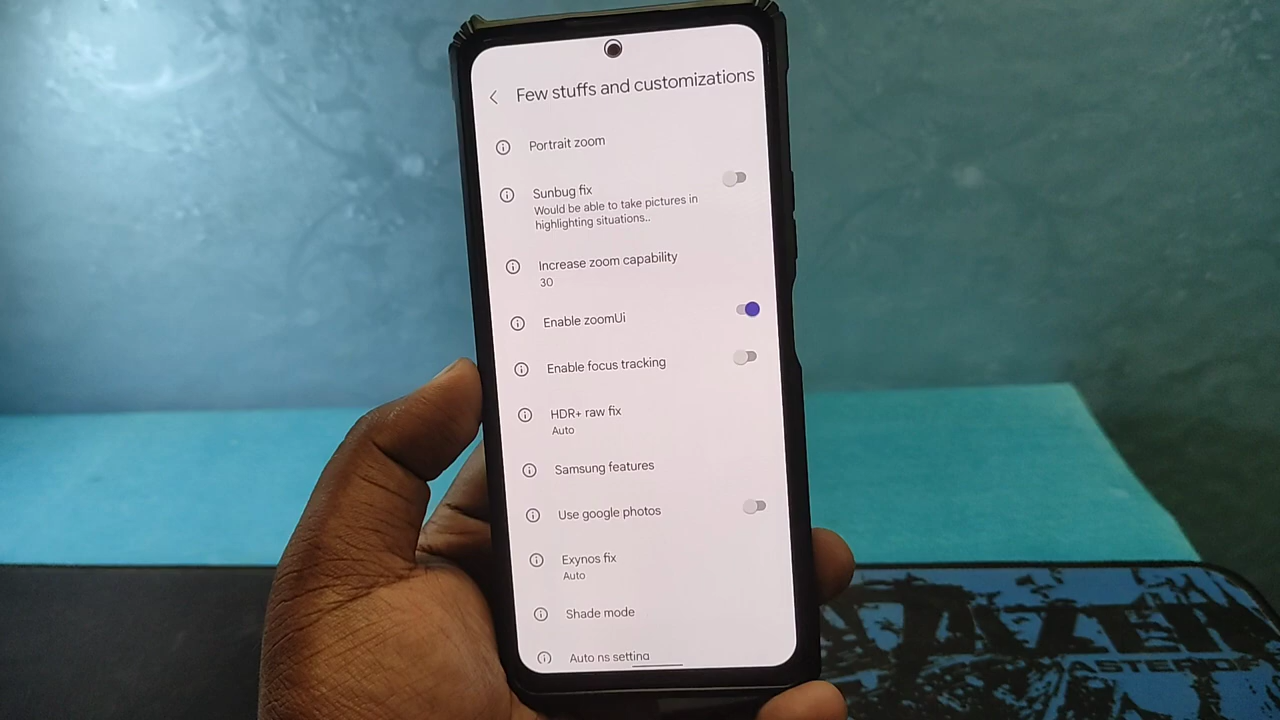 Few stuffs and customizations
Portrait zoom
Sunbug fix
Would be able to take pictures in
highlighting situations..
Increase zoom capability
30
Enable zoomUi
Enable focus tracking
HDR+ raw fix
Auto
Samsung features
Use google photos
Exynos fix
Auto
Shade mode
Auto ns setting
MASTER OF